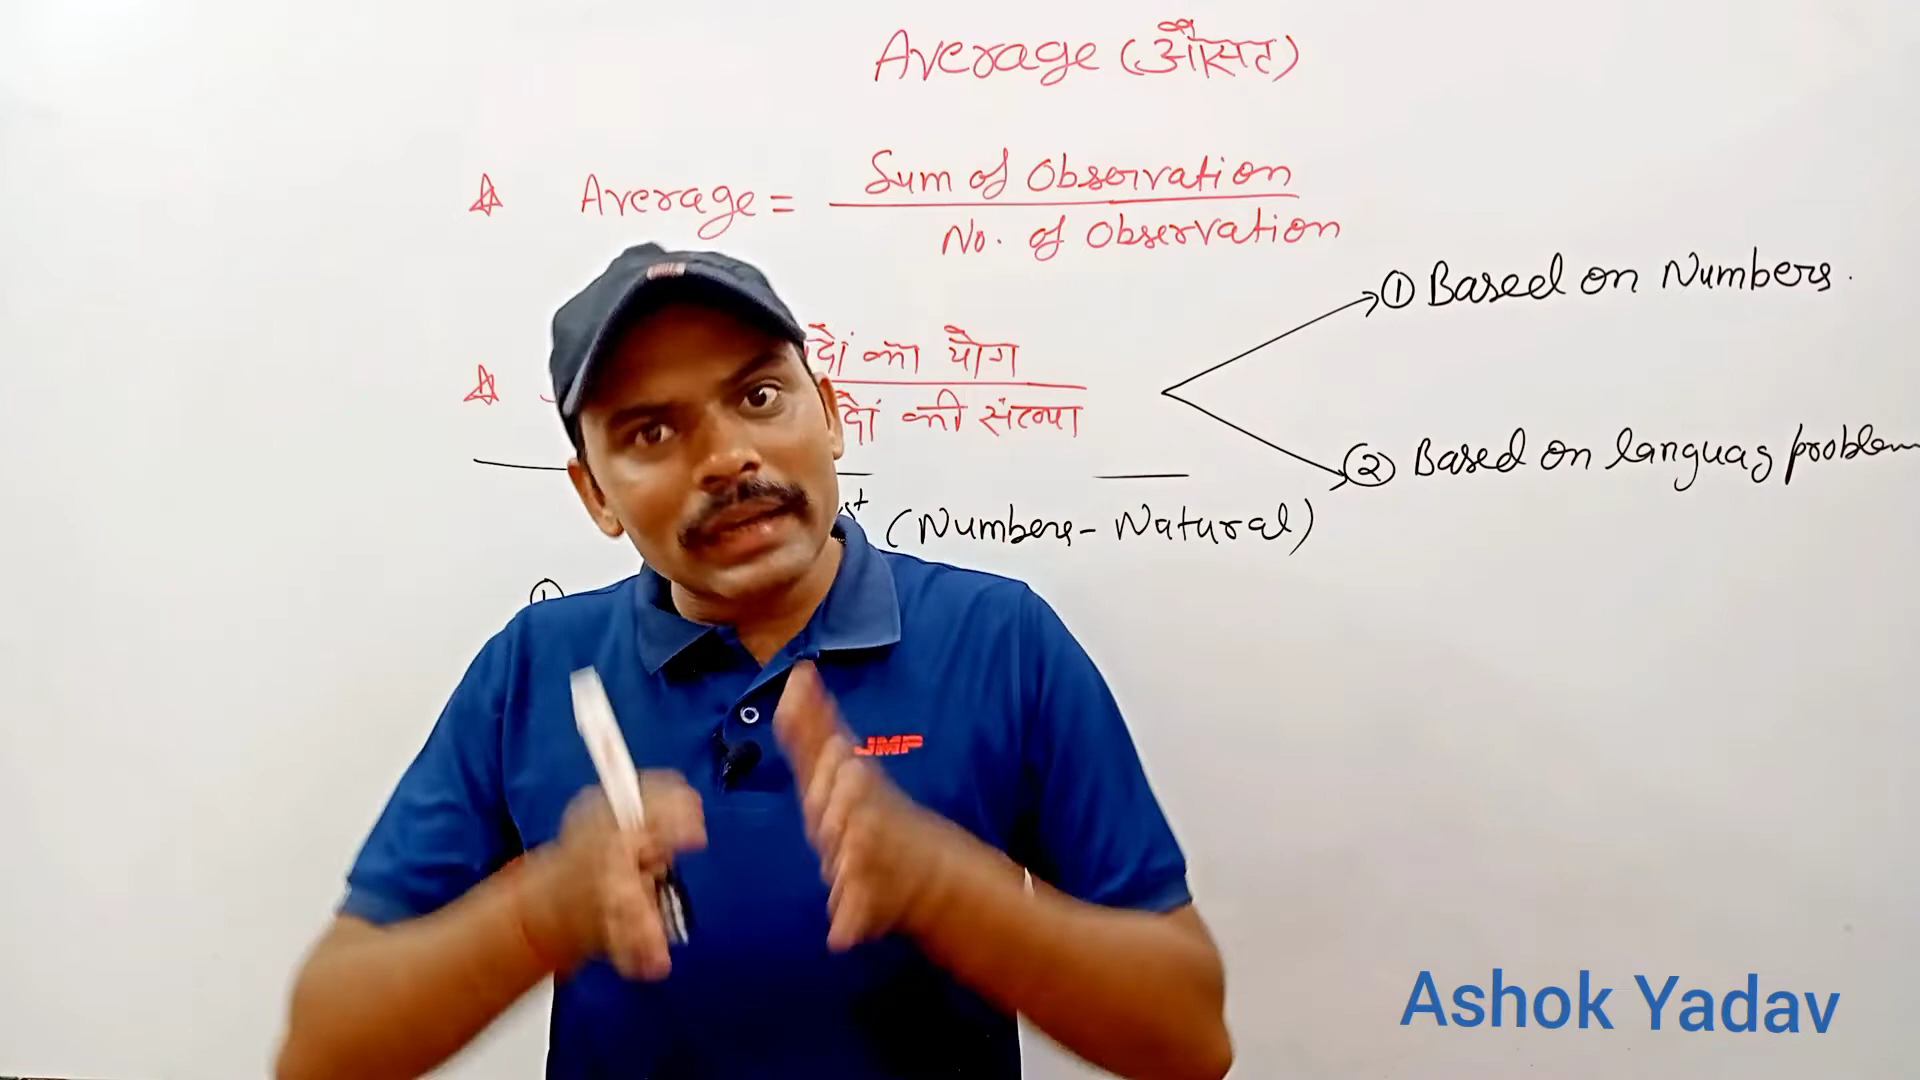 Average (औसत)
Average = Sum of Observation
No. of Observation
① Based on Numbers.
का योग
की संख्या
② Based on languag problem
(Numbers - Natural)
①
JMP
Ashok Yadav